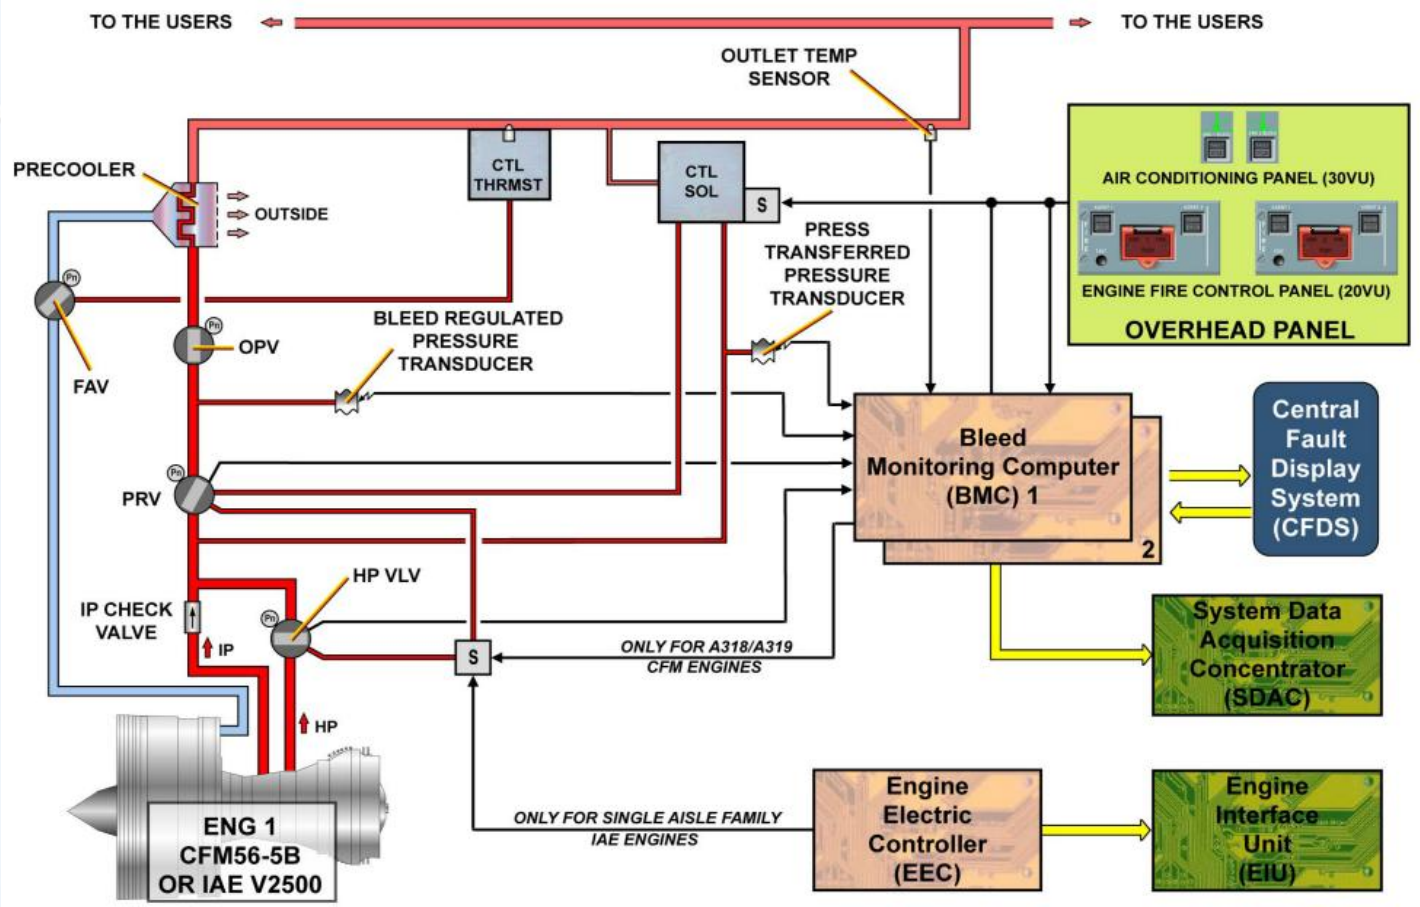 TO THE USERS
TO THE USERS
OUTLET TEMP
SENSOR
PRECOOLER
CTL
THRMST
CTL
SOL
S
OUTSIDE
AIR CONDITIONING PANEL (30VU)
ENGINE FIRE CONTROL PANEL (20VU)
OVERHEAD PANEL
PRESS
TRANSFERRED
PRESSURE
TRANSDUCER
Pn
FAV
Pn
OPV
BLEED REGULATED
PRESSURE
TRANSDUCER
Pn
PRV
Bleed
Monitoring Computer
(BMC) 1
2
Central
Fault
Display
System
(CFDS)
HP VLV
IP CHECK
VALVE
Pn
IP
S
ONLY FOR A318/A319
CFM ENGINES
System Data
Acquisition
Concentrator
(SDAC)
HP
ENG 1
CFM56-5B
OR IAE V2500
ONLY FOR SINGLE AISLE FAMILY
IAE ENGINES
Engine
Electric
Controller
(EEC)
Engine
Interface
Unit
(EIU)